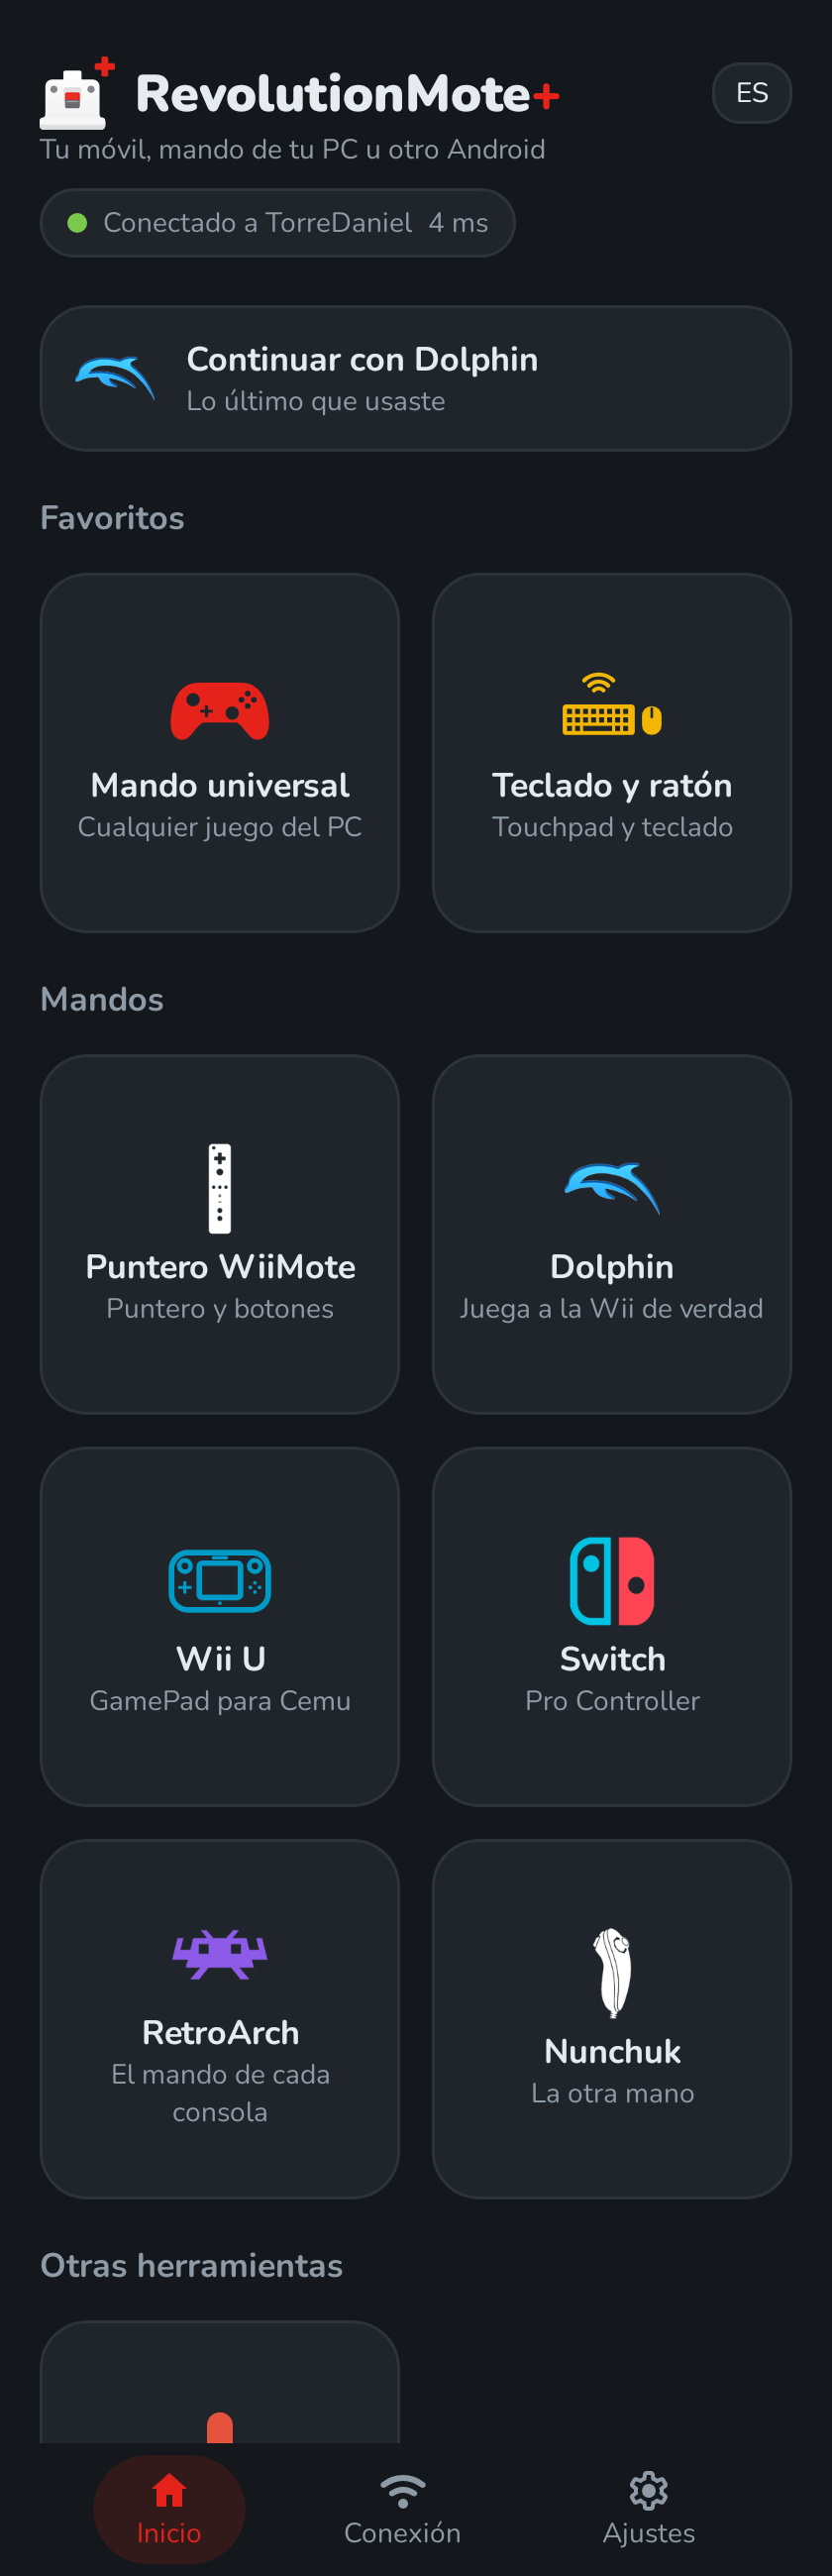 RevolutionMote+
ES
Tu móvil, mando de tu PC u otro Android
Conectado a TorreDaniel 4 ms
Continuar con Dolphin
Lo último que usaste
Favoritos
Mando universal
Cualquier juego del PC
Teclado y ratón
Touchpad y teclado
Mandos
Puntero WiiMote
Puntero y botones
Dolphin
Juega a la Wii de verdad
Wii U
GamePad para Cemu
Switch
Pro Controller
RetroArch
El mando de cada
consola
Nunchuk
La otra mano
Otras herramientas
Inicio
Conexión
Ajustes